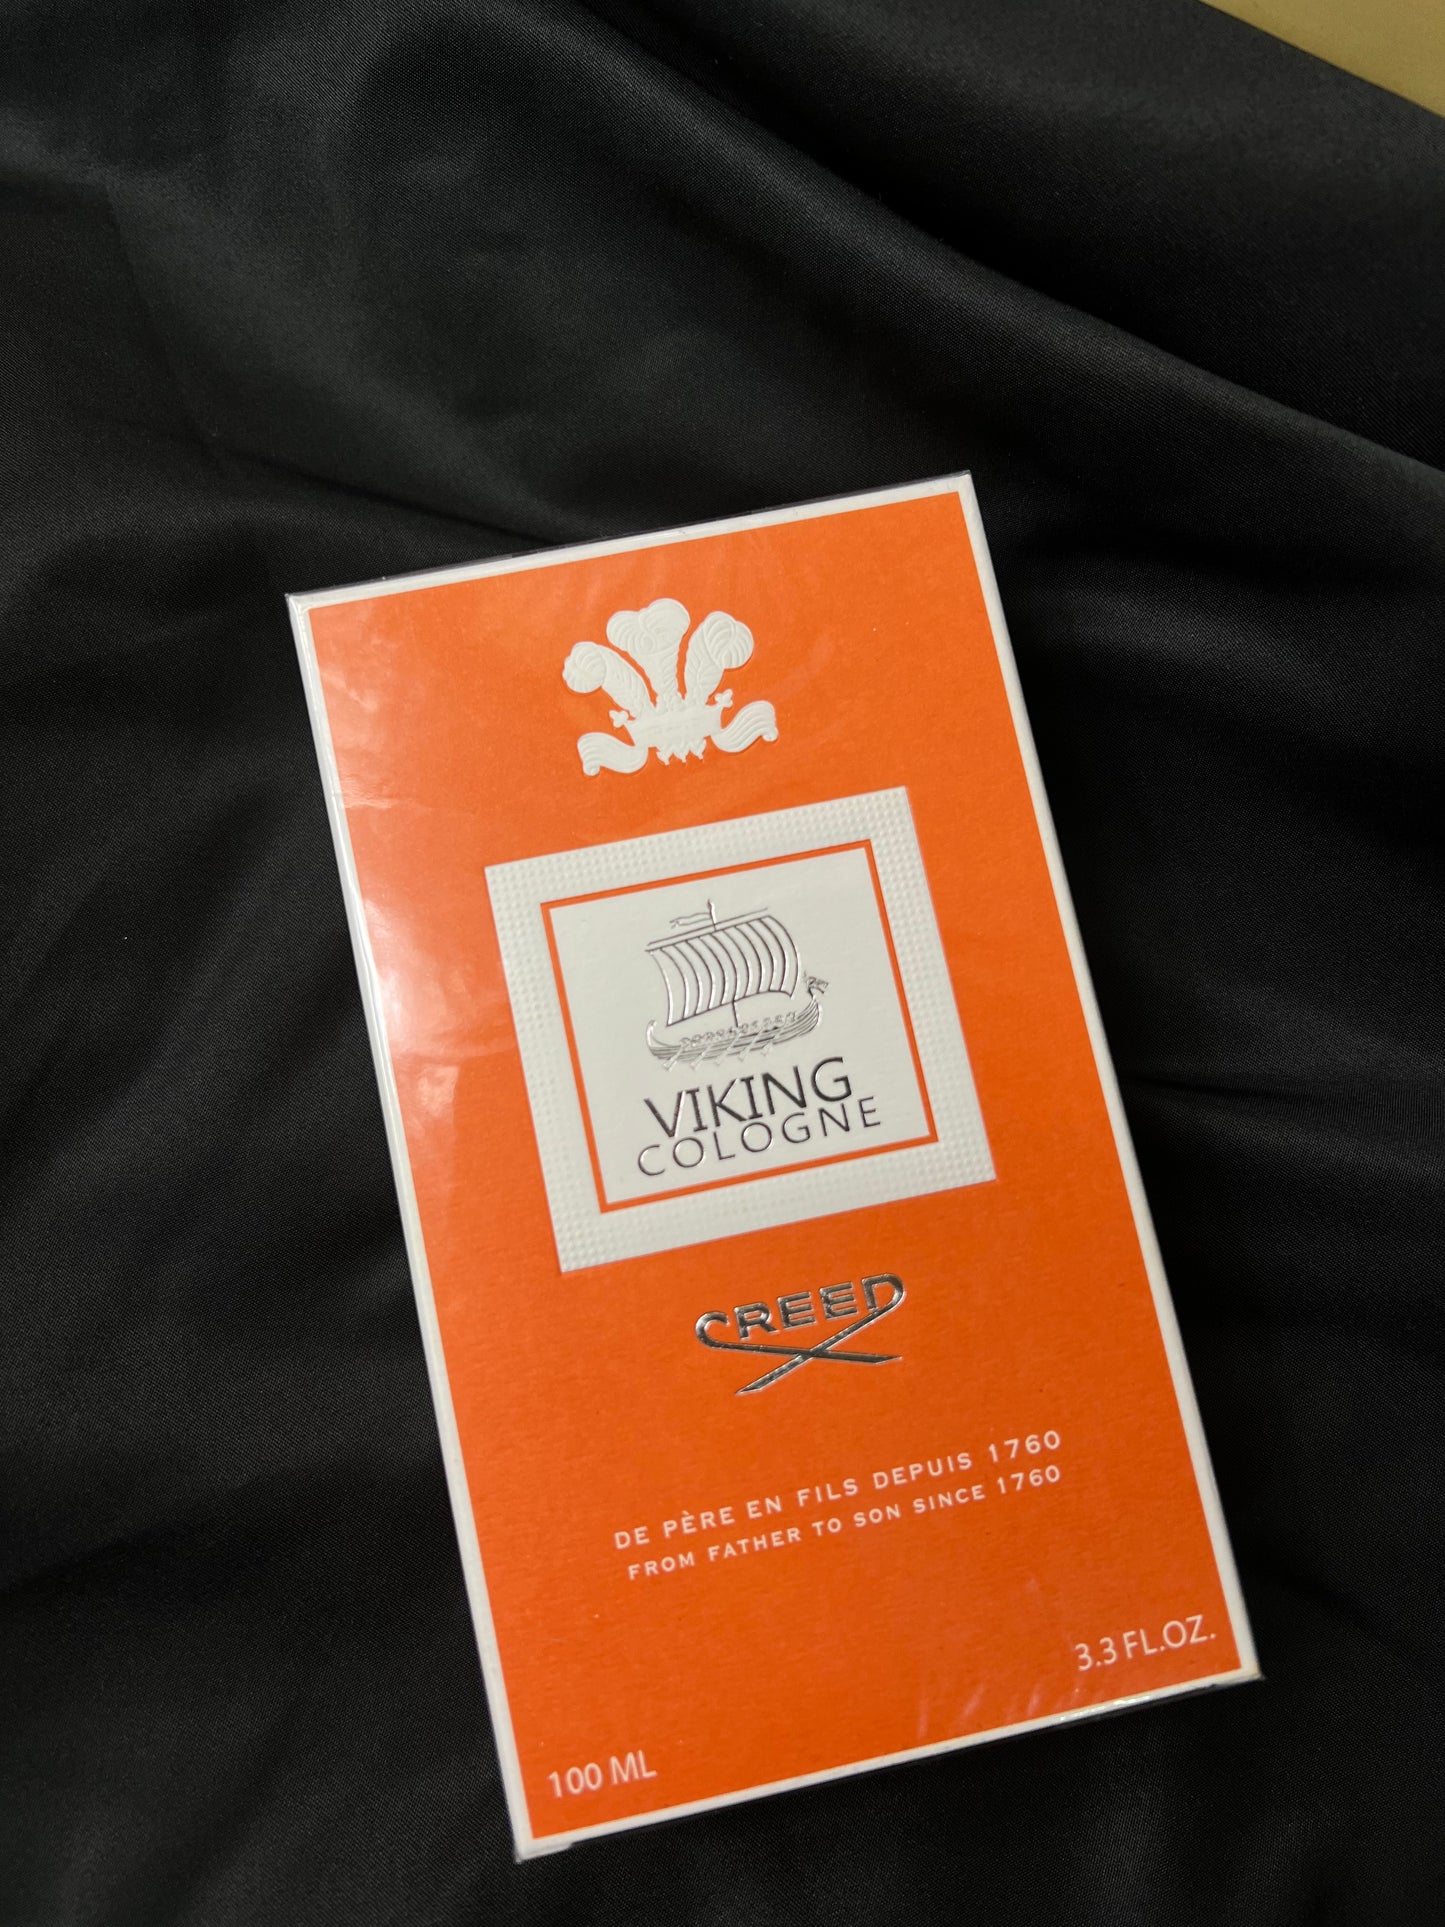 VIKING
COLOGNE
CREED
DE PÈRE EN FILS DEPUIS 1760
FROM FATHER TO SON SINCE 1760
3.3 FL.OZ.
100 ML